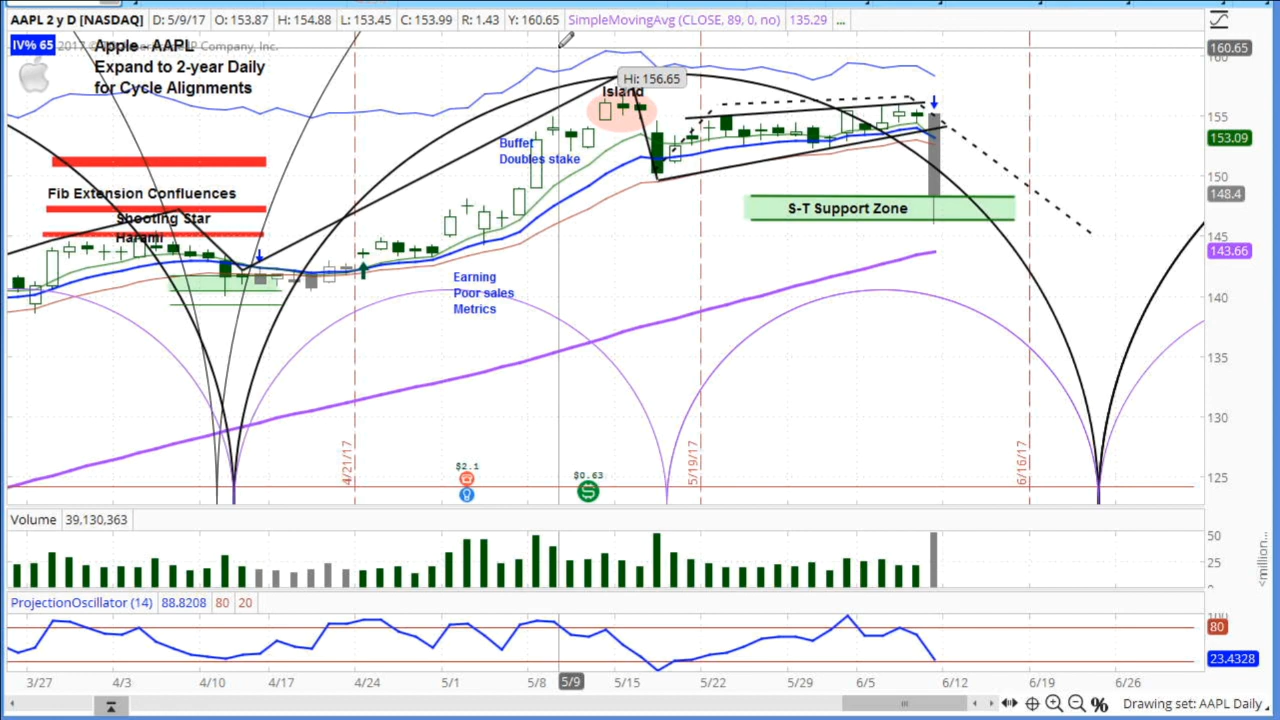 AAPL 2 y D [NASDAQ] D: 5/9/17 O: 153.87 H: 154.88 L: 153.45 C: 153.99 R: 1.43 Y: 160.65 SimpleMovingAvg (CLOSE, 89, 0, no) 135.29 ...
IV% 65
Company, Inc.
Apple - AAPL
Expand to 2-year Daily
for Cycle Alignments
Hi: 156.65
Island
Buffet
Doubles stake
Fib Extension Confluences
Shooting Star
Harami
S-T Support Zone
Earning
Poor sales
Metrics
160.65
160
155
153.09
150
148.4
145
143.66
140
135
130
125
4/21/17
5/19/17
6/16/17
$2.1
$0.63
$
Volume 39,130,363
50
25
0
<million...
ProjectionOscillator (14) 88.8208 80 20
100
80
23.4328
3/27 4/3 4/10 4/17 4/24 5/1 5/8 5/9 5/15 5/22 5/29 6/5 6/12 6/19 6/26
% Drawing set: AAPL Daily